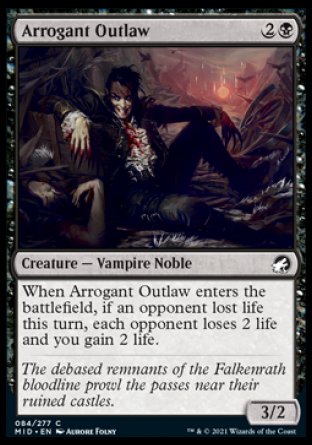 Arrogant Outlaw 2
Creature — Vampire Noble
When Arrogant Outlaw enters the
battlefield, if an opponent lost life
this turn, each opponent loses 2 life
and you gain 2 life.
The debased remnants of the Falkenrath
bloodline prowl the passes near their
ruined castles.
3/2
084/277 C
MID • EN Aurore Folny
™ & © 2021 Wizards of the Coast